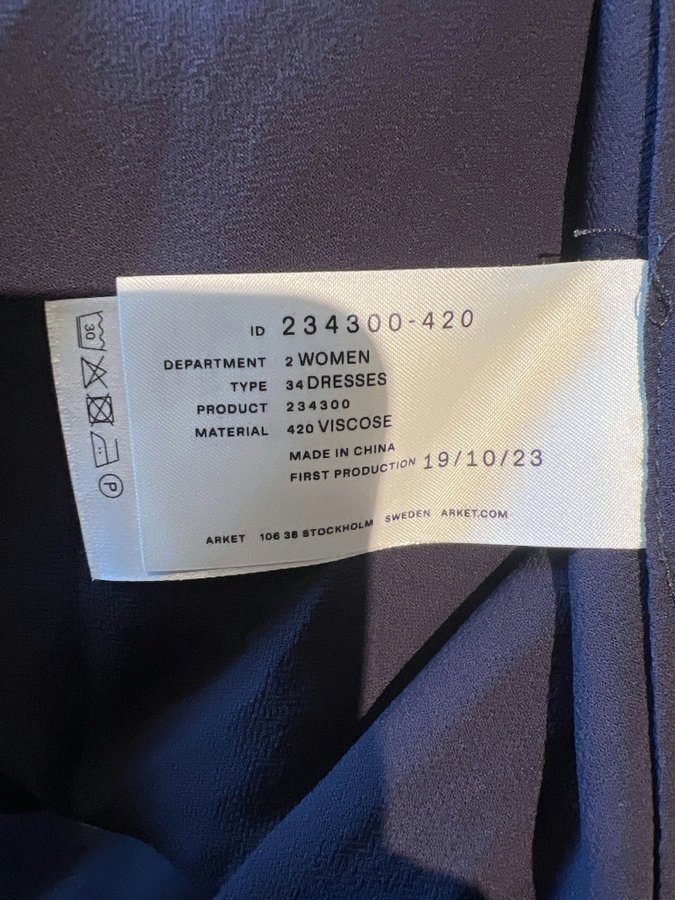 ID 234300-420
DEPARTMENT 2 WOMEN
TYPE 34 DRESSES
PRODUCT 234300
MATERIAL 420 VISCOSE
MADE IN CHINA
FIRST PRODUCTION 19/10/23
ARKET 106 38 STOCKHOLM SWEDEN ARKET.COM
30
P